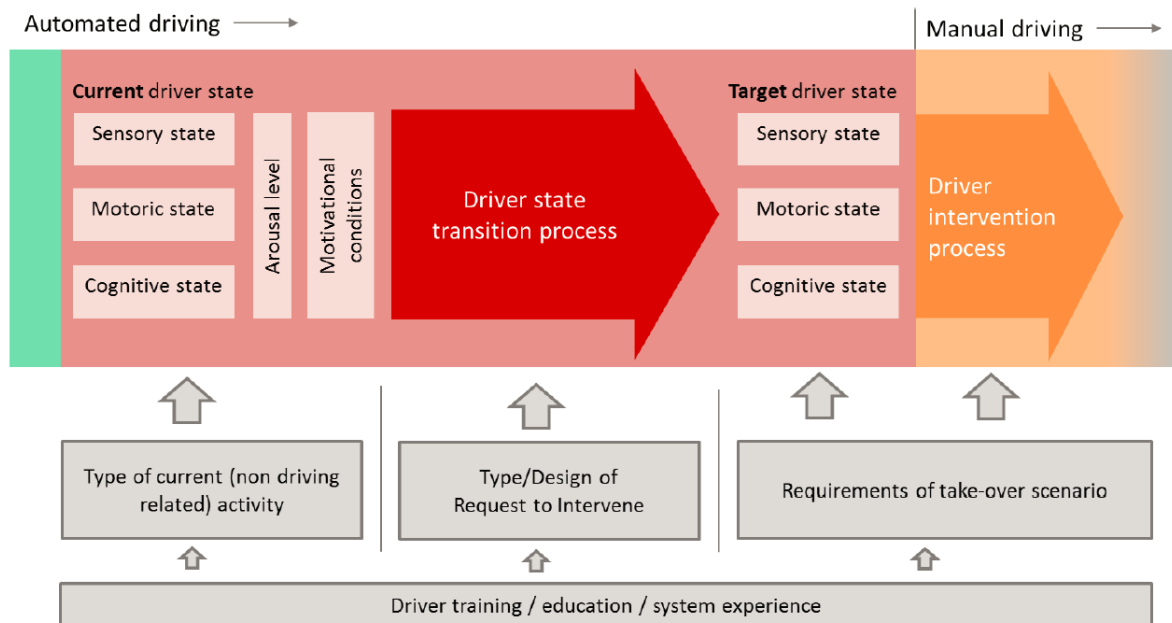 Automated driving
Manual driving
Current driver state
Sensory state
Motoric state
Cognitive state
Arousal level
Motivational
conditions
Driver state
transition process
Target driver state
Sensory state
Motoric state
Cognitive state
Driver
intervention
process
Type of current (non driving
related) activity
Type/Design of
Request to Intervene
Requirements of take-over scenario
Driver training / education / system experience